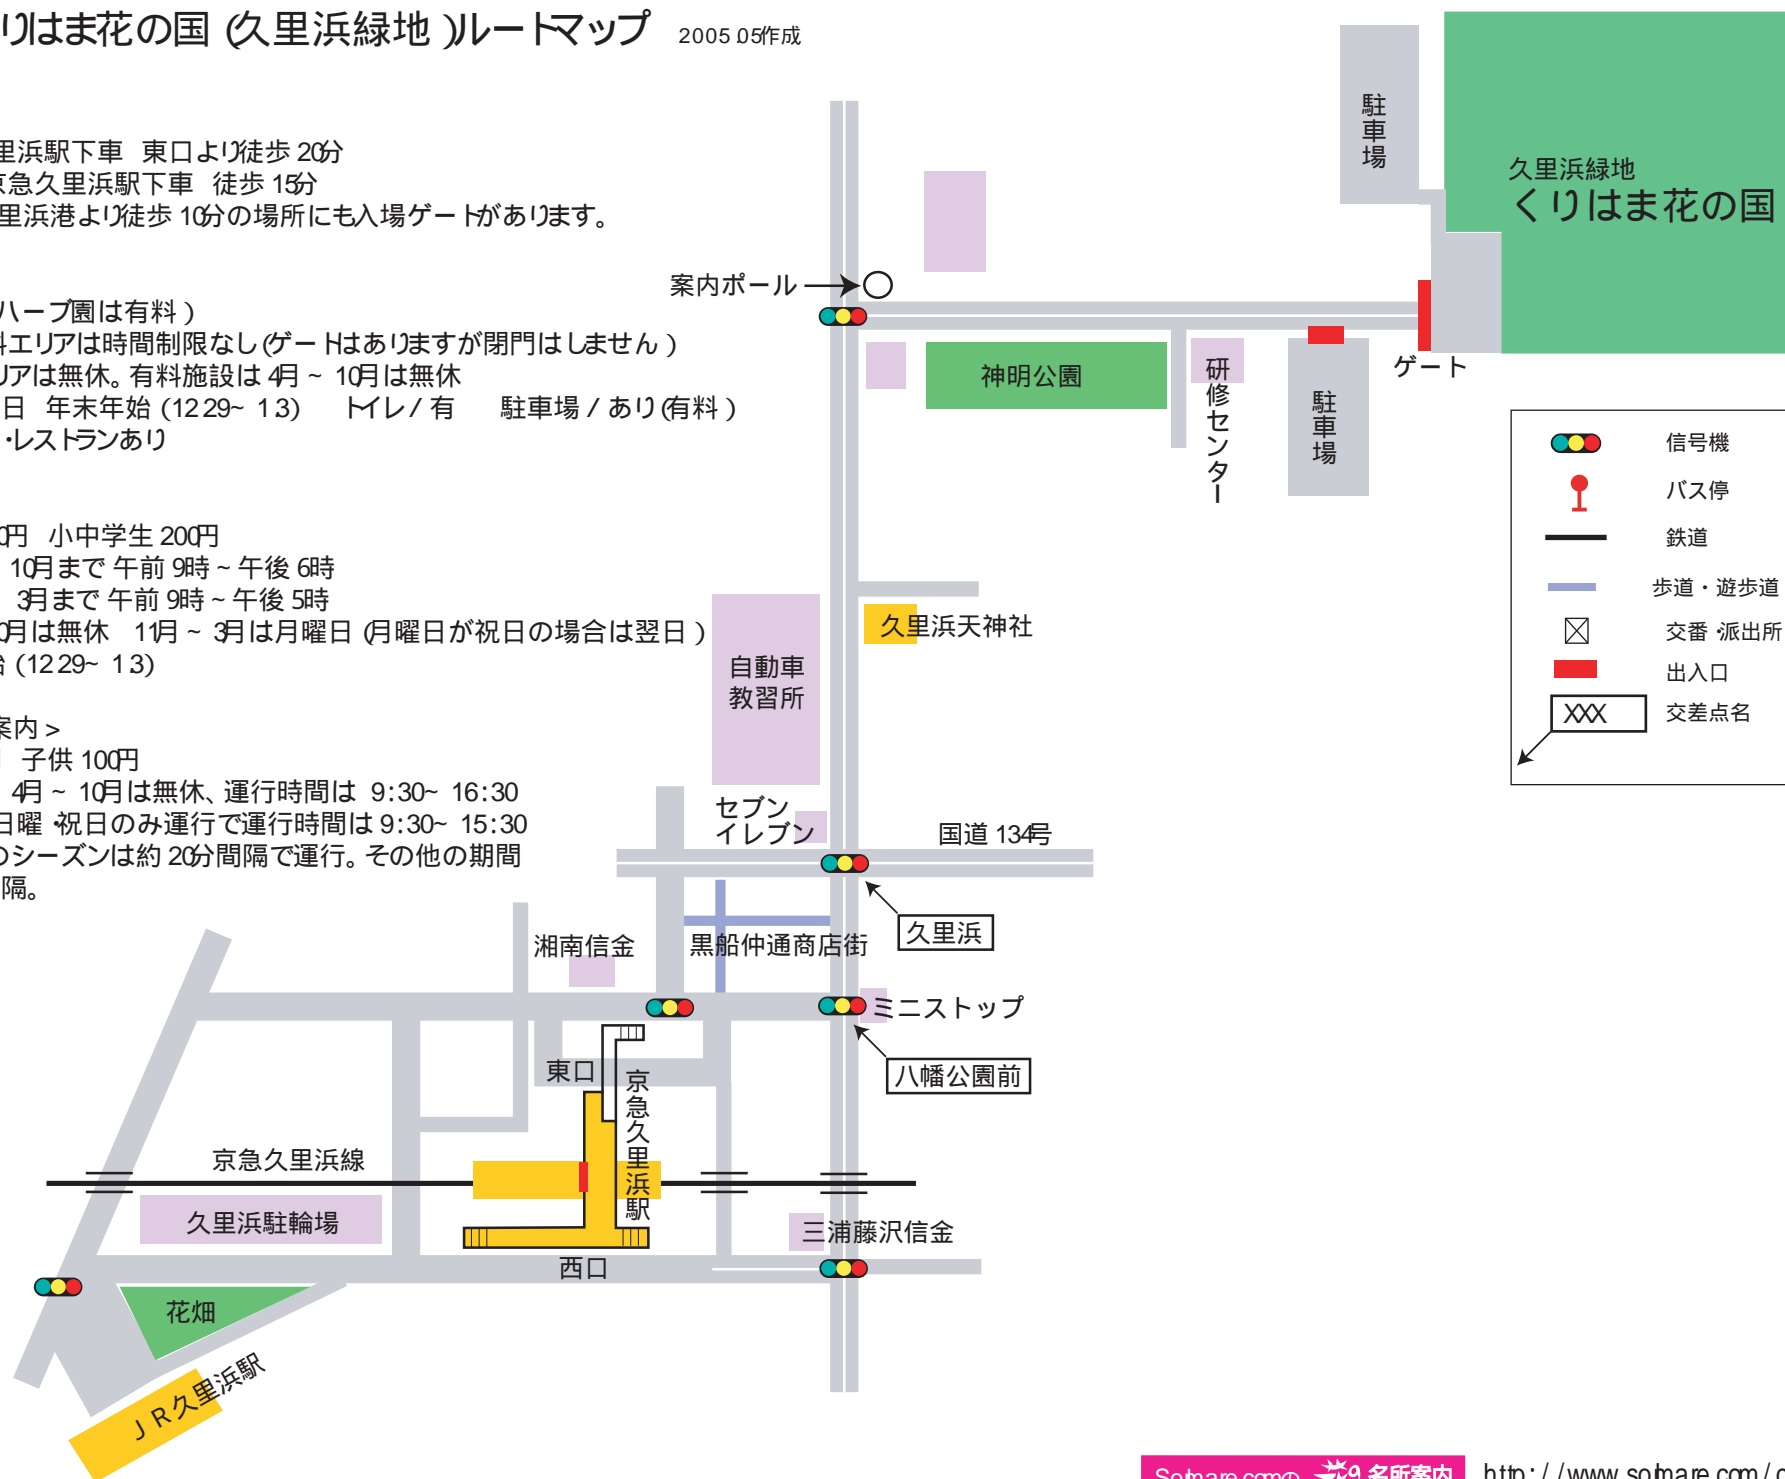 りはま花の国 (久里浜緑地)ルートマップ 2005.05作成
里浜駅下車 東口より徒歩20分
京急久里浜駅下車 徒歩15分
里浜港より徒歩10分の場所にも入場ゲートがあります。
ハーブ園は有料)
料エリアは時間制限なし(ゲートはありますが閉門はしません)
リアは無休。有料施設は4月~10月は無休
日 年末年始(12.29~1.3) トイレ/有 駐車場/あり(有料)
・レストランあり
0円 小中学生200円
10月まで 午前9時~午後6時
3月まで 午前9時~午後5時
0月は無休 11月~3月は月曜日(月曜日が祝日の場合は翌日)
始(12.29~1.3)
案内>
子供100円
4月~10月は無休、運行時間は 9:30~16:30
日曜・祝日のみ運行で運行時間は9:30~15:30
のシーズンは約20分間隔で運行。その他の期間
隔。
駐車場
久里浜緑地
くりはま花の国
案内ポール
神明公園
研修センター
駐車場
ゲート
信号機
バス停
鉄道
歩道・遊歩道
交番・派出所
出入口
XXX 交差点名
久里浜天神社
自動車
教習所
セブン
イレブン
国道134号
久里浜
湘南信金
黒船仲通商店街
ミニストップ
八幡公園前
東口
京急久里浜駅
京急久里浜線
久里浜駐輪場
三浦藤沢信金
西口
花畑
JR久里浜駅
名所案内